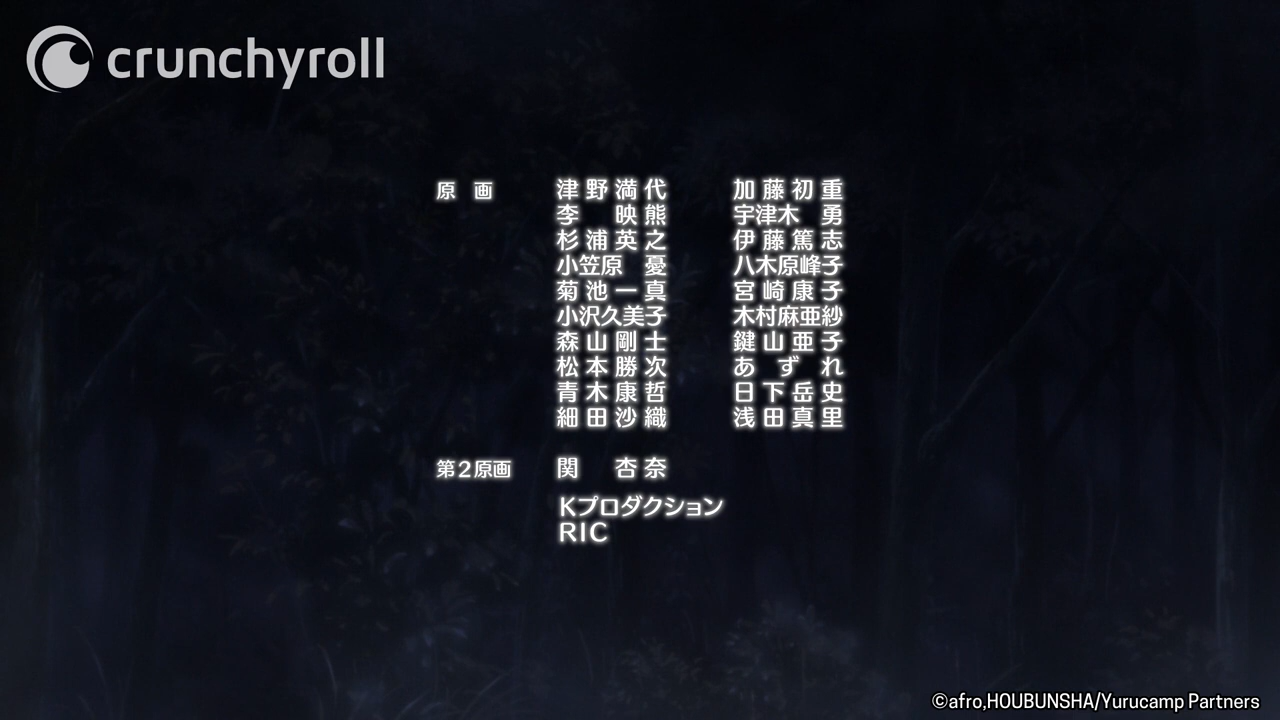 crunchyroll
原 画 津野満代 加藤初重
李 映熊 宇津木 勇
杉浦英之 伊藤篤志
小笠原 憂 八木原峰子
菊池一真 宮崎康子
小沢久美子 木村麻亜紗
森山剛士 鍵山亜子
松本勝次 あずれ
青木康哲 日下岳史
細田沙織 浅田真里
第2原画 関 杏奈
Kプロダクション
RIC
©afro,HOUBUNSHA/Yurucamp Partners